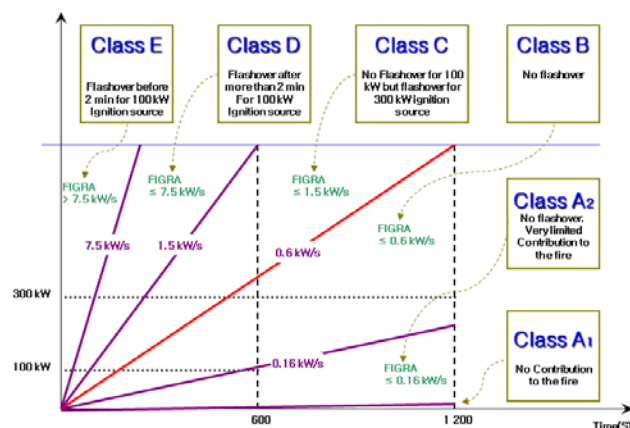 Class E
Flashover before
2 min for 100 kW
Ignition source
Class D
Flashover after
more than 2 min
For 100 kW
Ignition source
Class C
No Flashover for 100
kW but flashover for
300 kW ignition
source
Class B
No flashover
FIGRA
> 7.5 kW/s
FIGRA
≤ 7.5 kW/s
FIGRA
≤ 1.5 kW/s
FIGRA
≤ 0.6 kW/s
Class A2
No flashover.
Very limited
Contribution to
the fire
7.5 kW/s
1.5 kW/s
0.6 kW/s
300 kW
100 kW
0.16 kW/s
FIGRA
≤ 0.16 kW/s
Class A1
No Contribution
to the fire
600
1 200
Time(S)